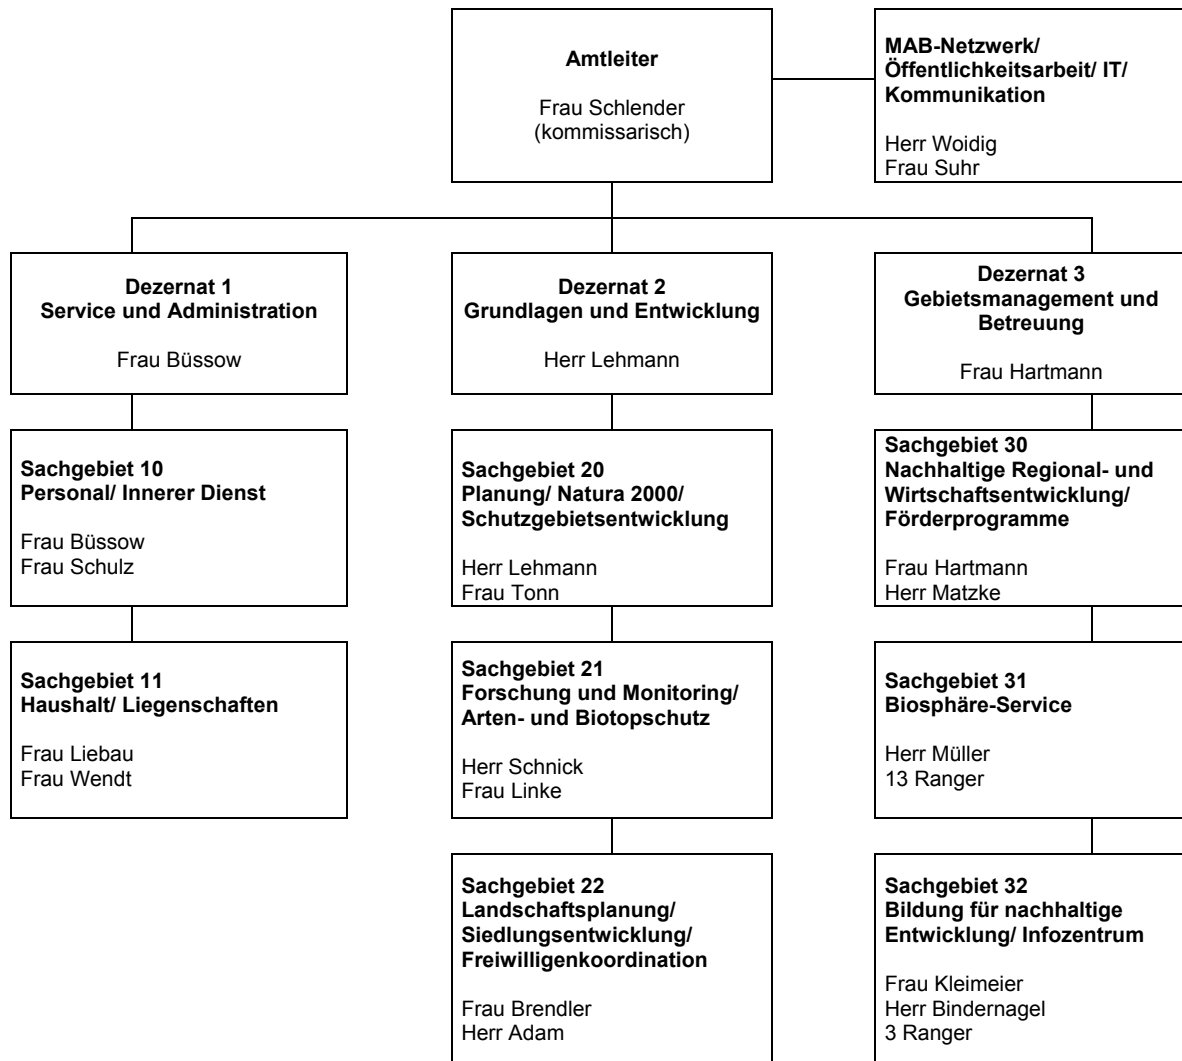 Amtleiter
Frau Schlender
(kommissarisch)
MAB-Netzwerk/
Öffentlichkeitsarbeit/ IT/
Kommunikation
Herr Woidig
Frau Suhr
Dezernat 1
Service und Administration
Frau Büssow
Dezernat 2
Grundlagen und Entwicklung
Herr Lehmann
Dezernat 3
Gebietsmanagement und
Betreuung
Frau Hartmann
Sachgebiet 10
Personal/ Innerer Dienst
Frau Büssow
Frau Schulz
Sachgebiet 20
Planung/ Natura 2000/
Schutzgebietsentwicklung
Herr Lehmann
Frau Tonn
Sachgebiet 30
Nachhaltige Regional- und
Wirtschaftsentwicklung/
Förderprogramme
Frau Hartmann
Herr Matzke
Sachgebiet 11
Haushalt/ Liegenschaften
Frau Liebau
Frau Wendt
Sachgebiet 21
Forschung und Monitoring/
Arten- und Biotopschutz
Herr Schnick
Frau Linke
Sachgebiet 31
Biosphäre-Service
Herr Müller
13 Ranger
Sachgebiet 22
Landschaftsplanung/
Siedlungsentwicklung/
Freiwilligenkoordination
Frau Brendler
Herr Adam
Sachgebiet 32
Bildung für nachhaltige
Entwicklung/ Infozentrum
Frau Kleimeier
Herr Bindernagel
3 Ranger